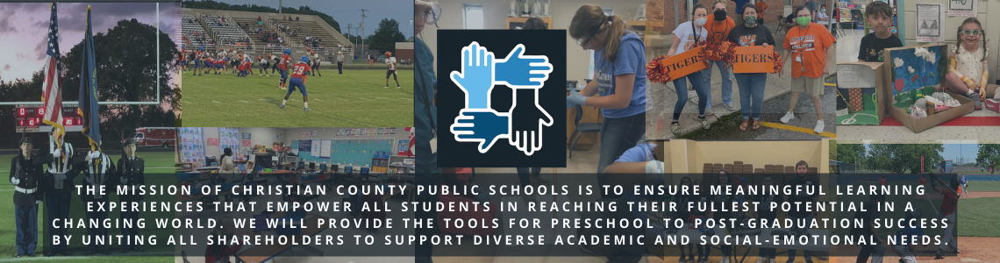 TIGERS
TIGERS
THE MISSION OF CHRISTIAN COUNTY PUBLIC SCHOOLS IS TO ENSURE MEANINGFUL LEARNING
EXPERIENCES THAT EMPOWER ALL STUDENTS IN REACHING THEIR FULLEST POTENTIAL IN A
CHANGING WORLD. WE WILL PROVIDE THE TOOLS FOR PRESCHOOL TO POST-GRADUATION SUCCESS
BY UNITING ALL SHAREHOLDERS TO SUPPORT DIVERSE ACADEMIC AND SOCIAL-EMOTIONAL NEEDS.